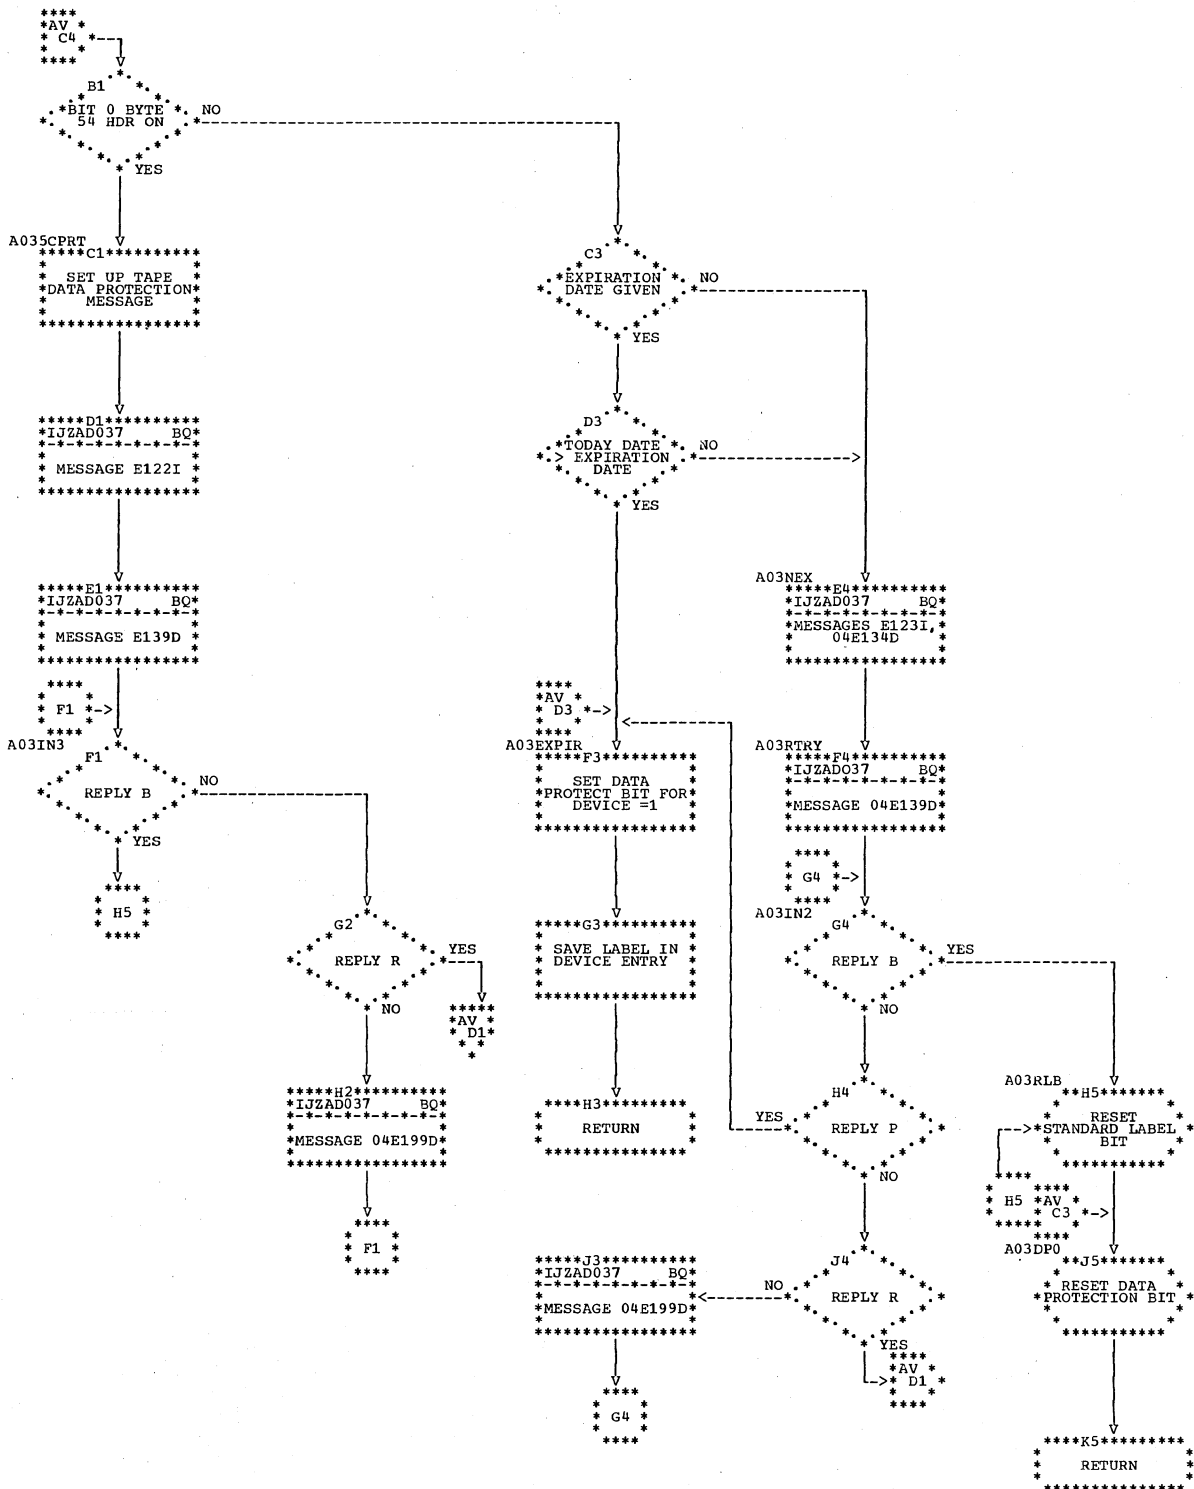 AV
C4
B1
BIT 0 BYTE
54 HDR ON
NO
YES
A035CPRT
C1
SET UP TAPE
DATA PROTECTION
MESSAGE
C3
EXPIRATION
DATE GIVEN
NO
YES
D1
IJZAD037 BQ
MESSAGE E122I
D3
TODAY DATE
> EXPIRATION
DATE
NO
YES
E1
IJZAD037 BQ
MESSAGE E139D
A03NEX
E4
IJZAD037 BQ
MESSAGES E123I,
04E134D
F1
AV
D3
A03IN3
F1
REPLY B
NO
YES
H5
A03EXPIR
F3
SET DATA
PROTECT BIT FOR
DEVICE =1
A03RTRY
F4
IJZADO37 BQ
MESSAGE 04E139D
G4
A03IN2
G2
REPLY R
YES
NO
AV
D1
G3
SAVE LABEL IN
DEVICE ENTRY
G4
REPLY B
YES
NO
H2
IJZAD037 BQ
MESSAGE 04E199D
F1
H3
RETURN
H4
REPLY P
YES
NO
A03RLB
H5
RESET
STANDARD LABEL
BIT
H5
AV
C3
A03DP0
J3
IJZAD037 BQ
MESSAGE 04E199D
G4
J4
REPLY R
NO
YES
AV
D1
J5
RESET DATA
PROTECTION BIT
K5
RETURN